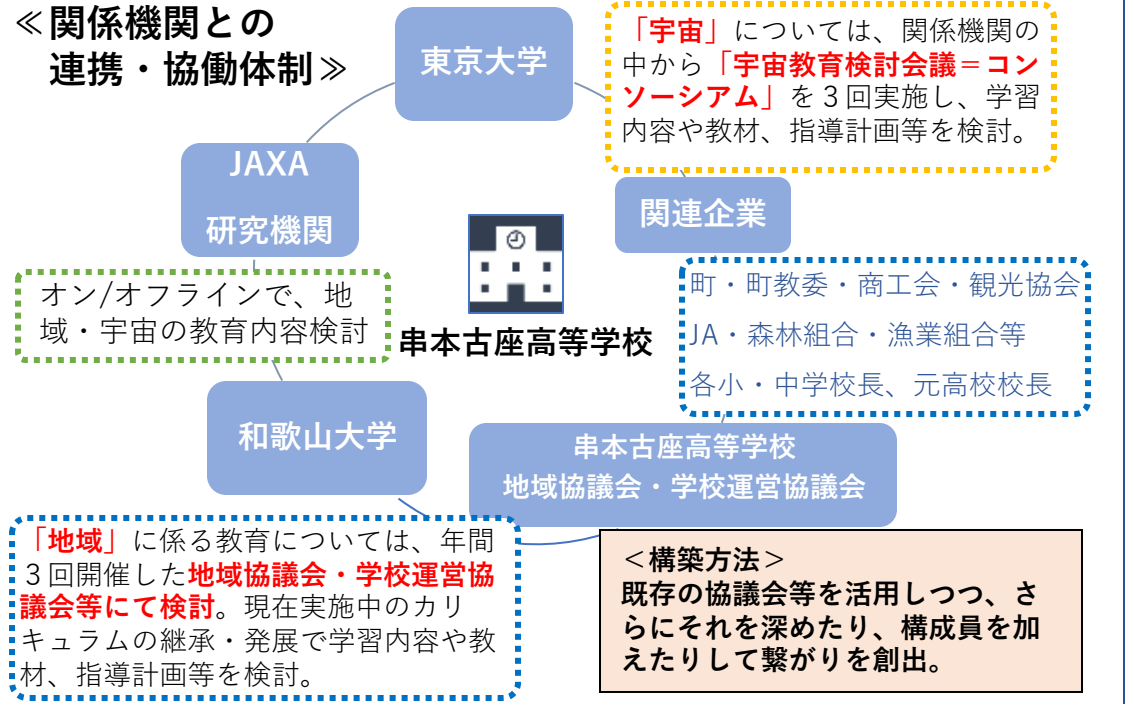 ≪関係機関との
連携・協働体制≫
東京大学
「宇宙」については、関係機関の
中から「宇宙教育検討会議＝コン
ソーシアム」を３回実施し、学習
内容や教材、指導計画等を検討。
JAXA
研究機関
関連企業
オン/オフラインで、地
域・宇宙の教育内容検討
串本古座高等学校
町・町教委・商工会・観光協会
JA・森林組合・漁業組合等
各小・中学校長、元高校校長
和歌山大学
串本古座高等学校
地域協議会・学校運営協議会
「地域」に係る教育については、年間
３回開催した地域協議会・学校運営協
議会等にて検討。現在実施中のカリ
キュラムの継承・発展で学習内容や教
材、指導計画等を検討。
＜構築方法＞
既存の協議会等を活用しつつ、さ
らにそれを深めたり、構成員を加
えたりして繋がりを創出。